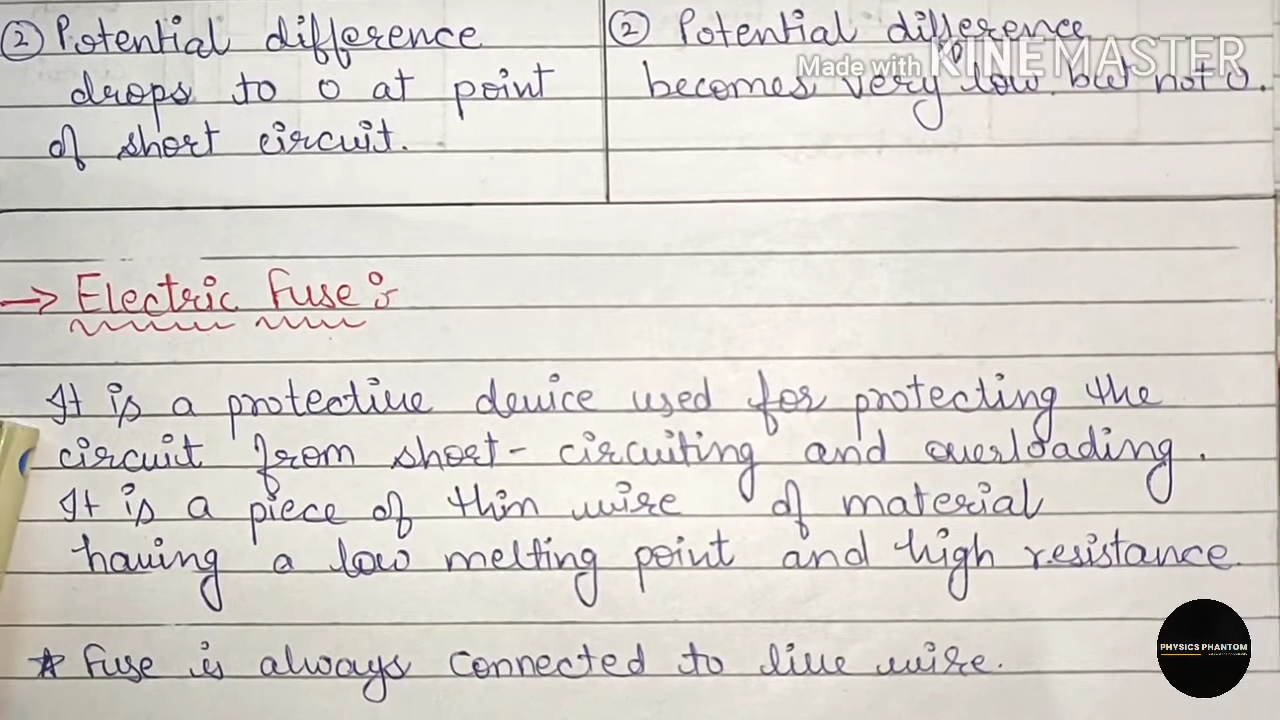 ② Potential difference
drops to 0 at point
of short circuit.
② Potential difference
becomes very low but not 0.
Made with KINEMASTER
→ Electric Fuse :-
It is a protective device used for protecting the
circuit from short-circuiting and overloading.
It is a piece of thin wire of material
having a low melting point and high resistance
* Fuse is always connected to live wire.
PHYSICS PHANTOM